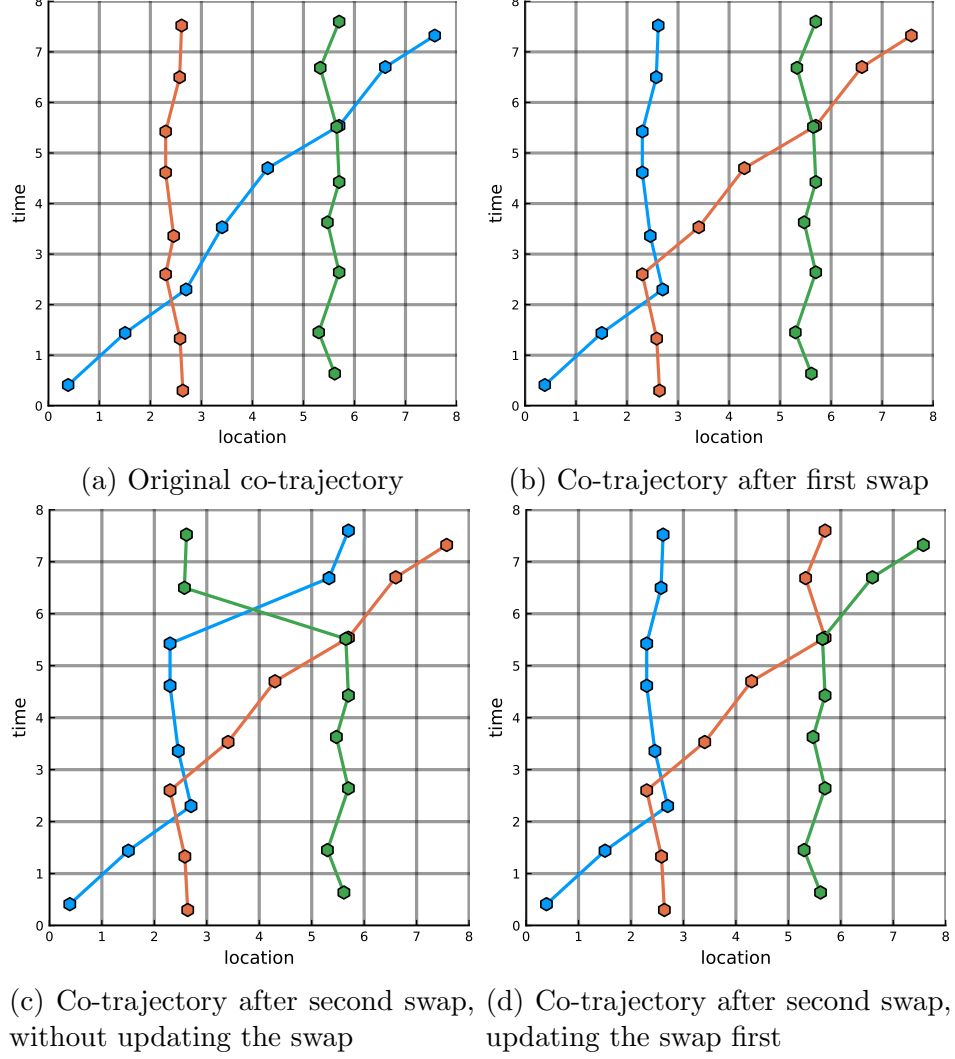 8
7
6
5
4
3
2
1
0
time
0 1 2 3 4 5 6 7 8
location
(a) Original co-trajectory
8
7
6
5
4
3
2
1
0
time
0 1 2 3 4 5 6 7 8
location
(b) Co-trajectory after first swap
8
7
6
5
4
3
2
1
0
time
0 1 2 3 4 5 6 7 8
location
(c) Co-trajectory after second swap,
without updating the swap
8
7
6
5
4
3
2
1
0
time
0 1 2 3 4 5 6 7 8
location
(d) Co-trajectory after second swap,
updating the swap first